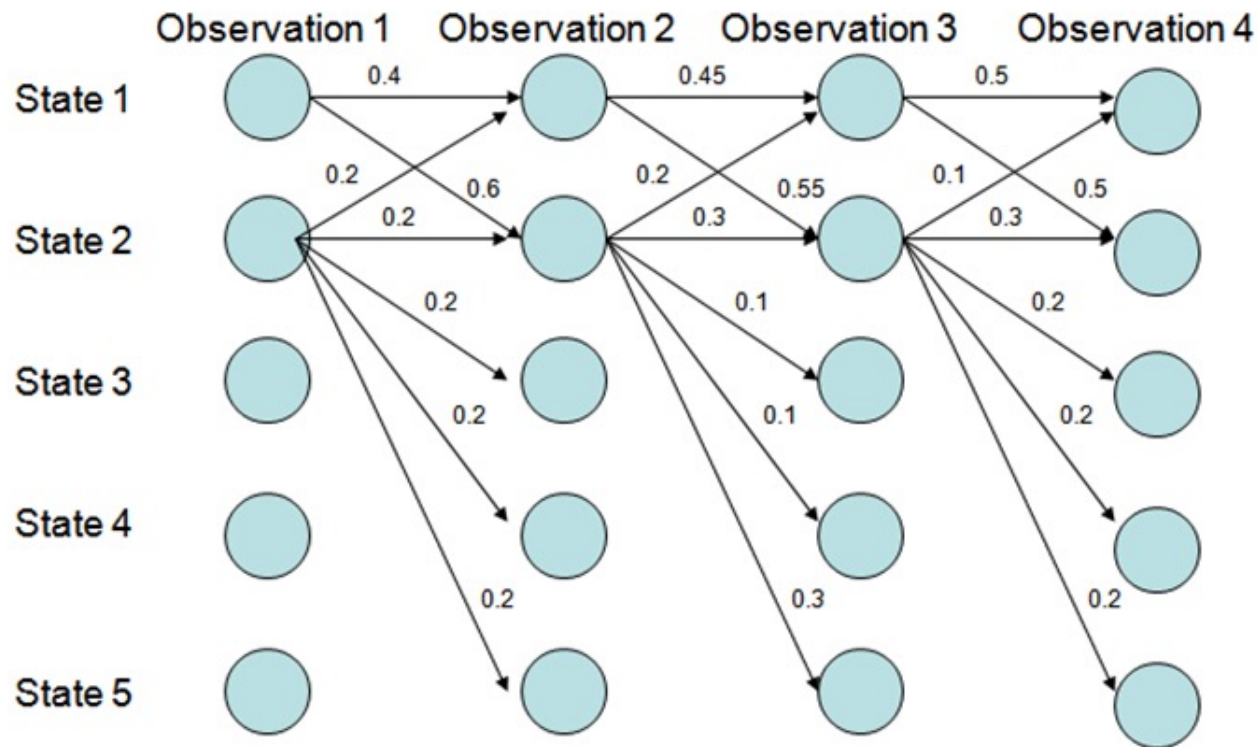 Observation 1 Observation 2 Observation 3 Observation 4
State 1
0.4 0.45 0.5
0.2 0.6 0.2 0.55 0.1 0.5
State 2
0.2 0.3 0.3
0.2 0.1 0.2
State 3
0.2 0.1 0.2
State 4
0.2 0.3 0.2
State 5